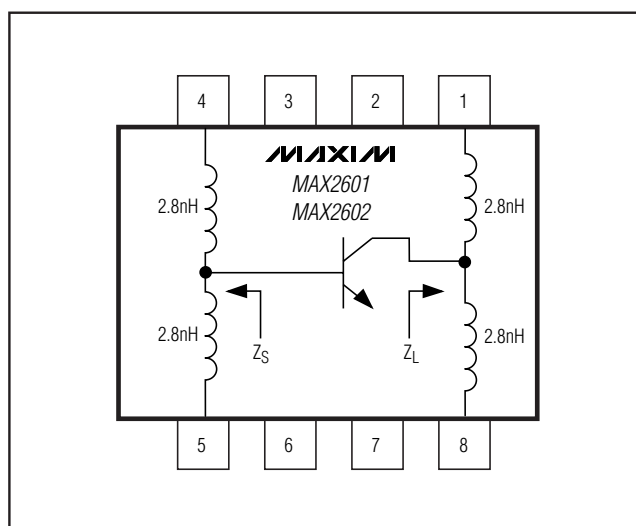 4 3 2 1
MAXIM
MAX2601
MAX2602
2.8nH 2.8nH
2.8nH 2.8nH
ZS ZL
5 6 7 8